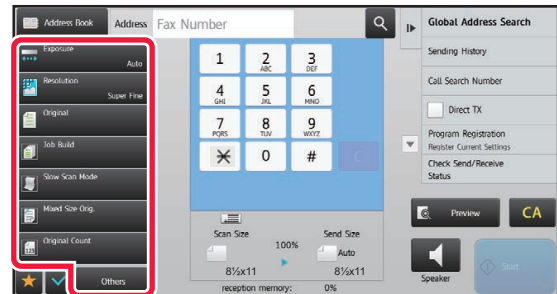 Address Book
Address
Fax Number
Global Address Search
Exposure
Auto
Resolution
Super Fine
Original
Job Build
Slow Scan Mode
Mixed Size Orig.
Original Count
Others
1
2
ABC
3
DEF
4
GHI
5
JKL
6
MNO
7
PQRS
8
TUV
9
WXYZ
0
#
C
Scan Size
100%
Send Size
Auto
8½x11
8½x11
reception memory: 0%
Sending History
Call Search Number
Direct TX
Program Registration
Register Current Settings
Check Send/Receive
Status
Preview
CA
Speaker
Start